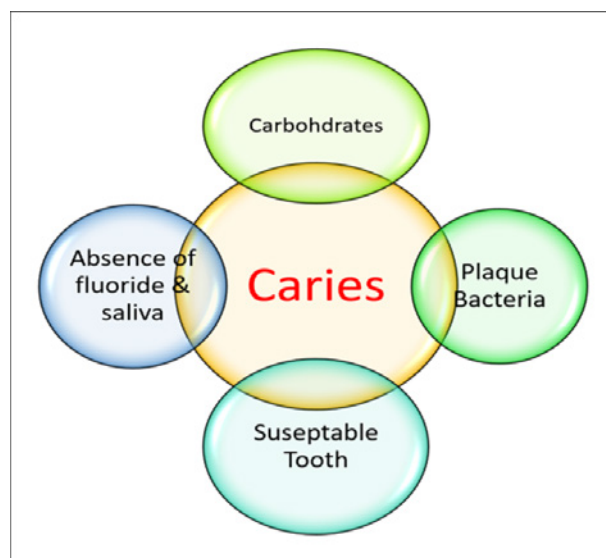 Carbohdrates
Absence of
fluoride &
saliva
Caries
Plaque
Bacteria
Suseptable
Tooth